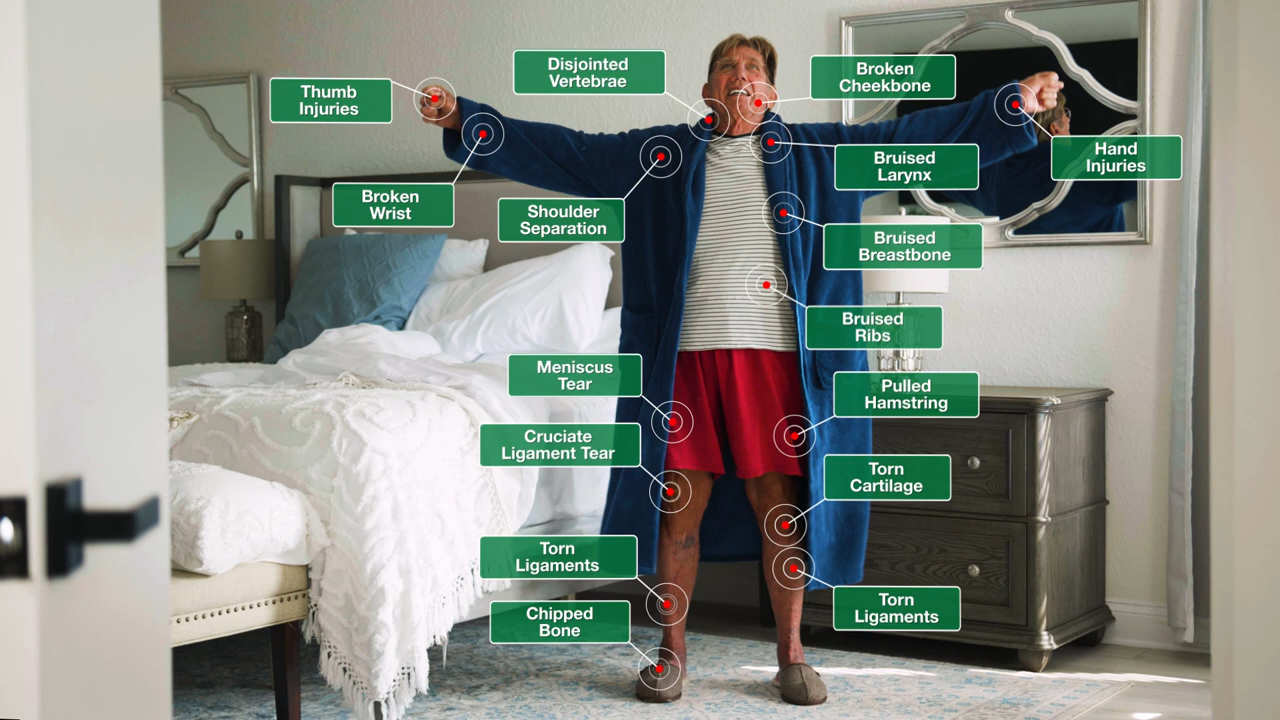 Disjointed
Vertebrae
Broken
Cheekbone
Thumb
Injuries
Hand
Injuries
Bruised
Larynx
Broken
Wrist
Shoulder
Separation
Bruised
Breastbone
Bruised
Ribs
Meniscus
Tear
Pulled
Hamstring
Cruciate
Ligament Tear
Torn
Cartilage
Torn
Ligaments
Torn
Ligaments
Chipped
Bone